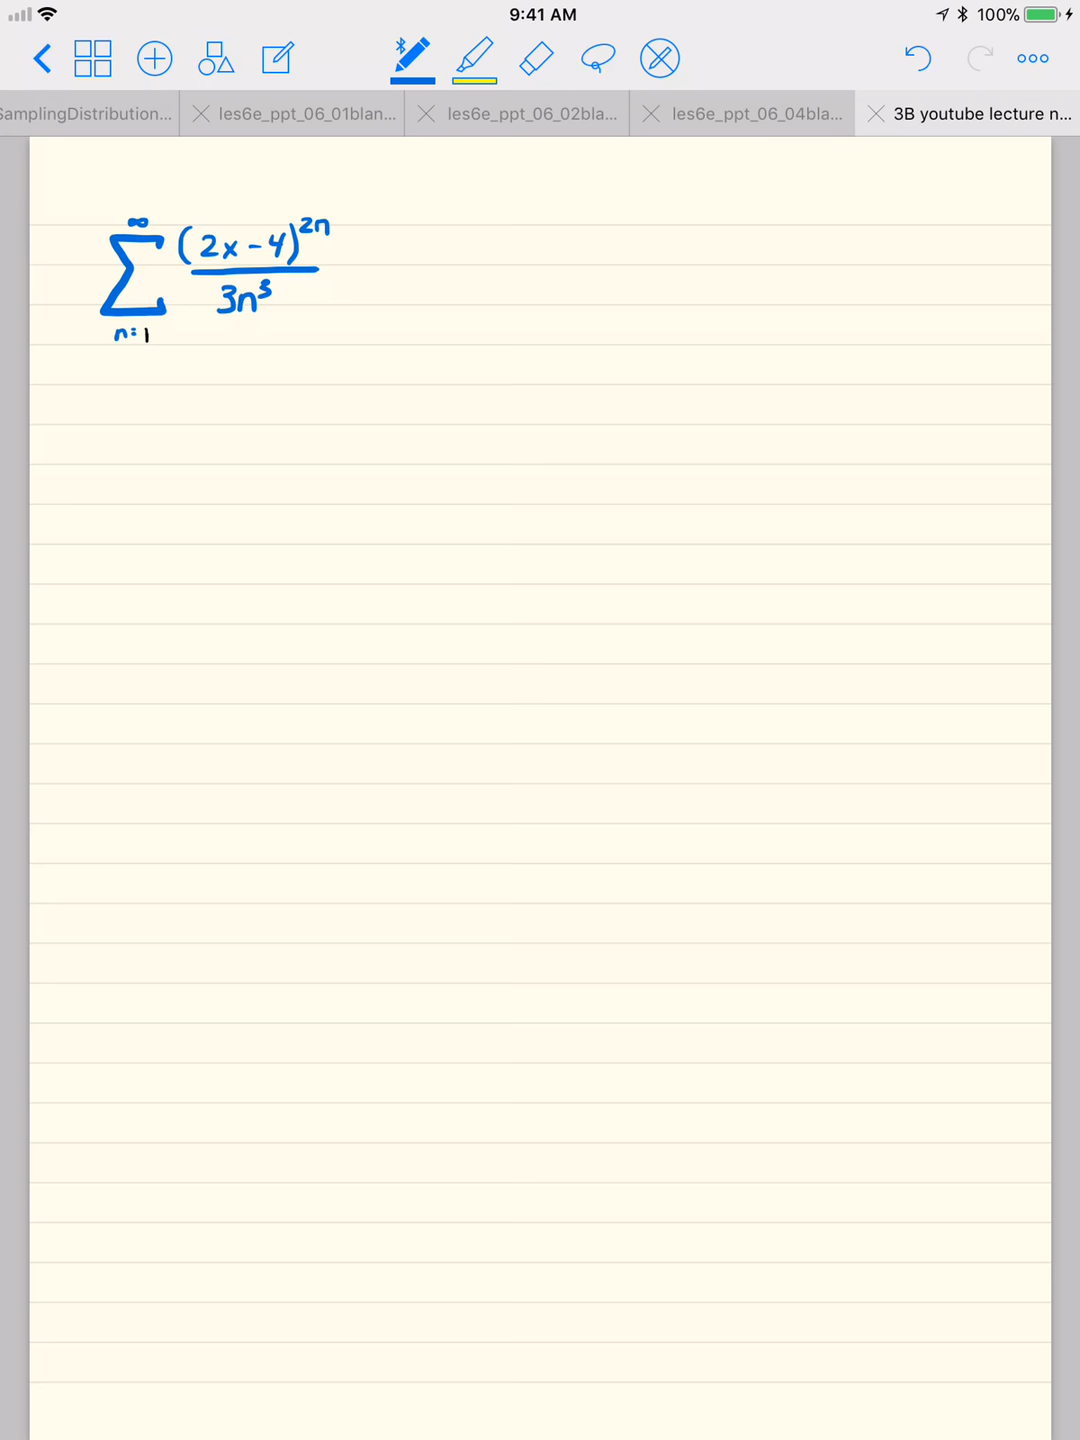 9:41 AM
100%
SamplingDistribution...
les6e_ppt_06_01blan...
les6e_ppt_06_02bla...
les6e_ppt_06_04bla...
3B youtube lecture n...
∞
(2x-4)^2n
Σ
3n^3
n=1